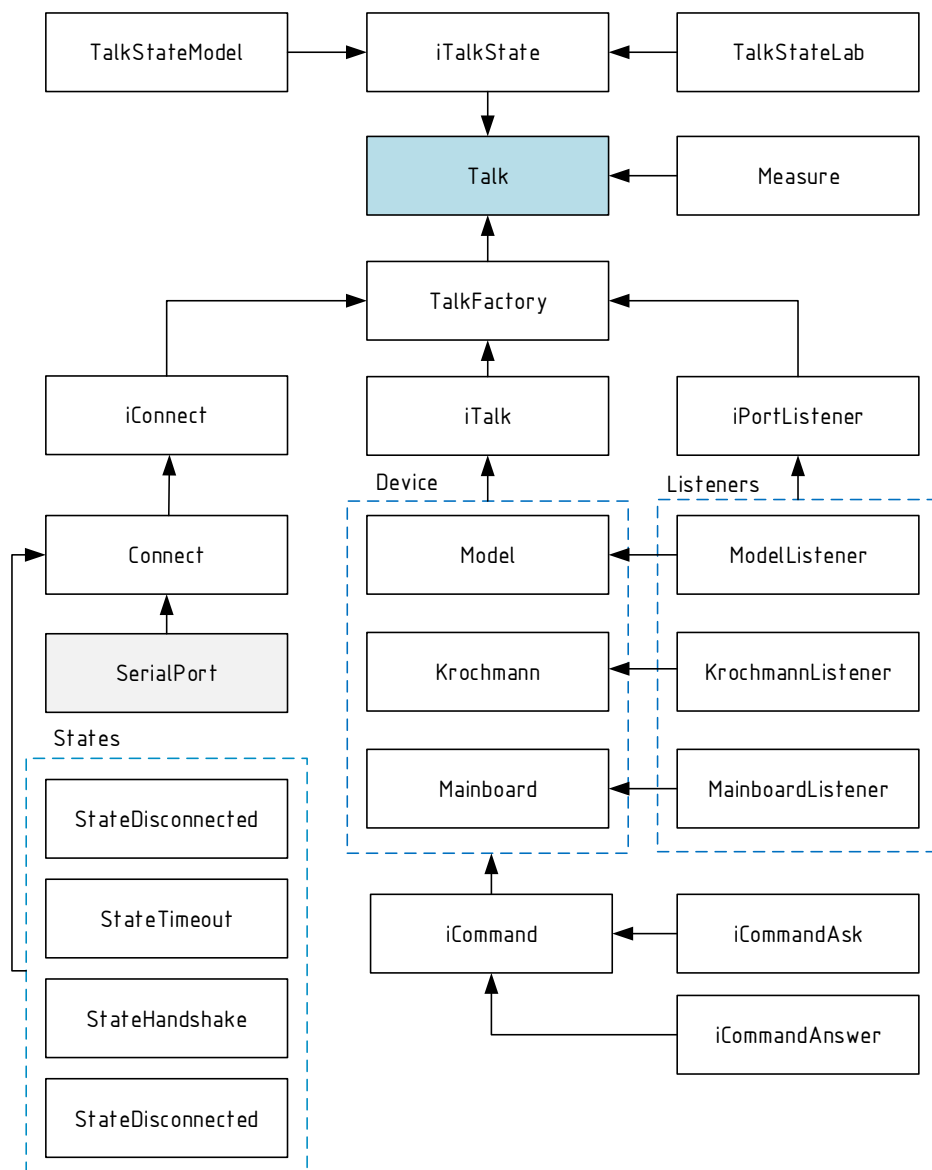 TalkStateModel
iTalkState
TalkStateLab
Talk
Measure
TalkFactory
iConnect
iTalk
iPortListener
Device
Listeners
Connect
Model
ModelListener
SerialPort
Krochmann
KrochmannListener
States
StateDisconnected
Mainboard
MainboardListener
StateTimeout
iCommand
iCommandAsk
StateHandshake
iCommandAnswer
StateDisconnected